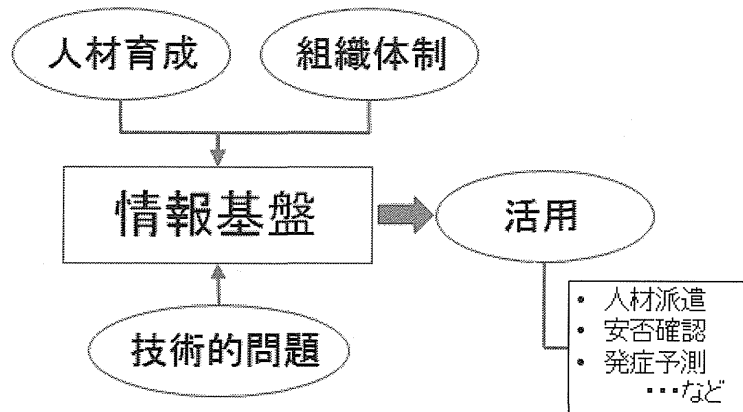 人材育成
組織体制
情報基盤
活用
技術的問題
・ 人材派遣
・ 安否確認
・ 発症予測
・・・など